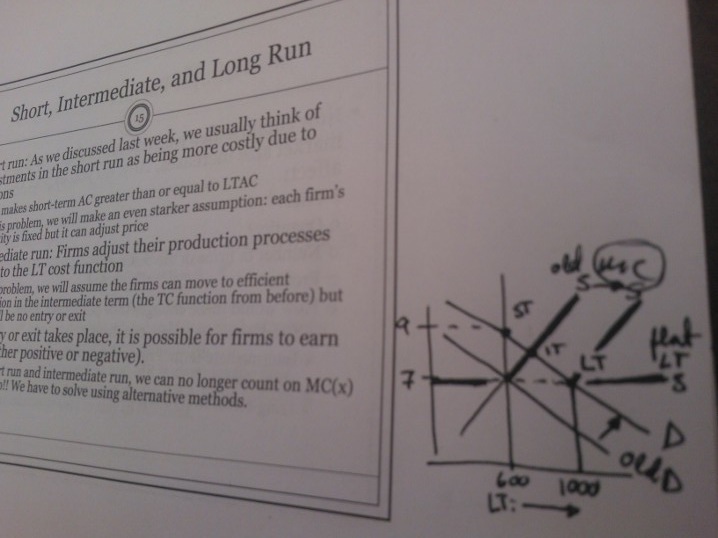 Short, Intermediate, and Long Run
15
run: As we discussed last week, we usually think of
stments in the short run as being more costly due to
ons
makes short-term AC greater than or equal to LTAC
is problem, we will make an even starker assumption: each firm's
ity is fixed but it can adjust price
ediate run: Firms adjust their production processes
to the LT cost function
problem, we will assume the firms can move to efficient
ion in the intermediate term (the TC function from before) but
ll be no entry or exit
y or exit takes place, it is possible for firms to earn
her positive or negative).
rt run and intermediate run, we can no longer count on MC(x)
!! We have to solve using alternative methods.
old
S
S
ST
9
IT
LT
flat
LT
S
7
D
old D
600
1000
LT: